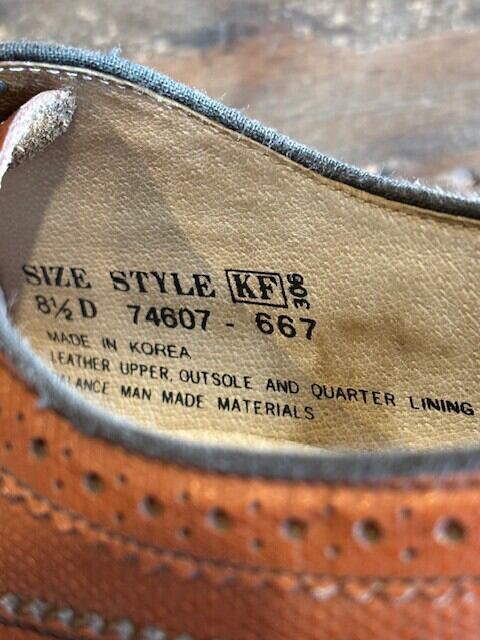 SIZE STYLE KF 306
8½ D 74607 - 667
MADE IN KOREA
LEATHER UPPER, OUTSOLE AND QUARTER LINING
BALANCE MAN MADE MATERIALS